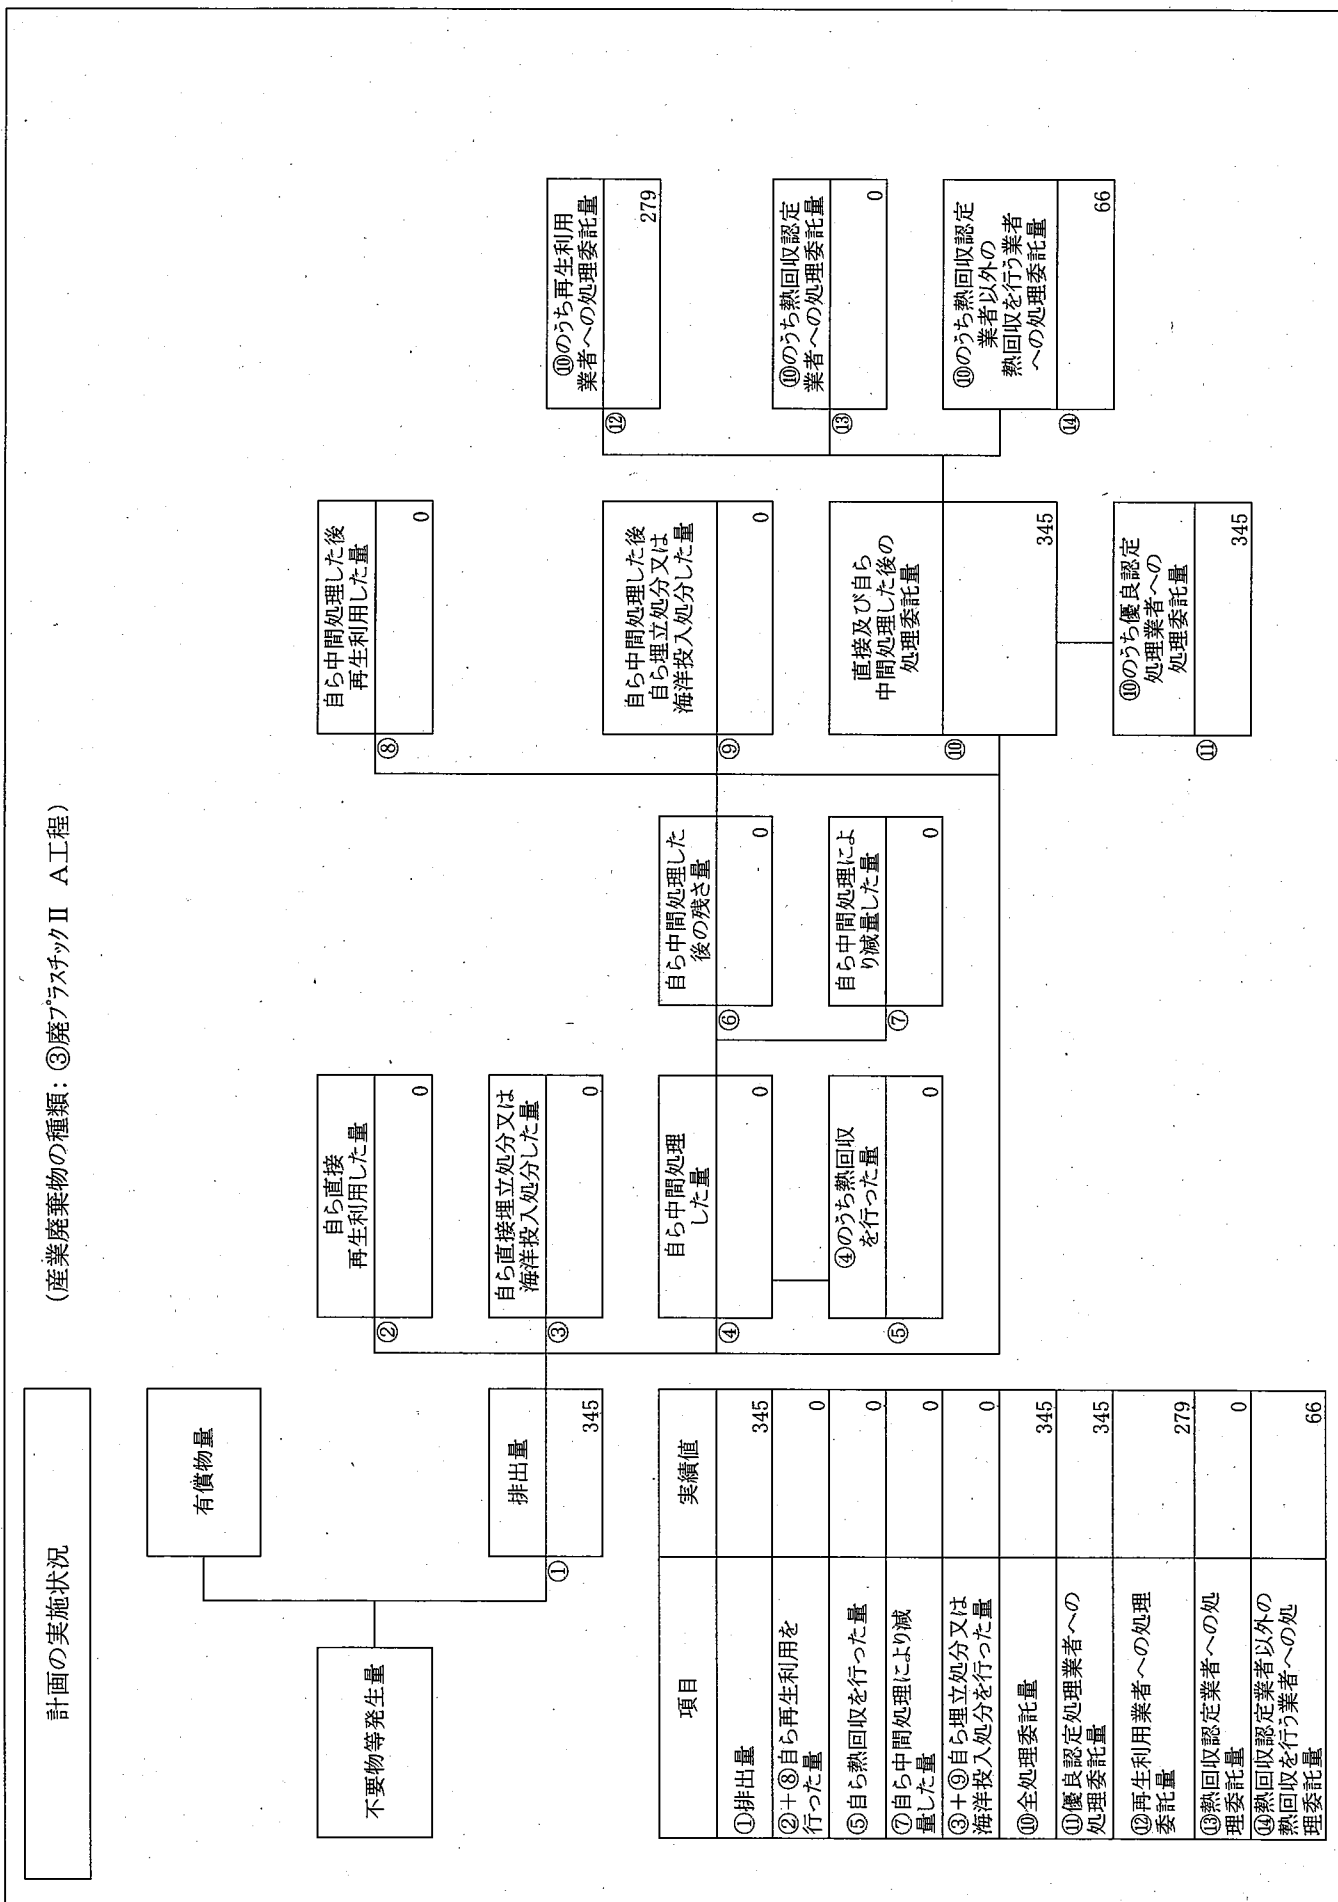 計画の実施状況
(産業廃棄物の種類：③廃プラスチックⅡ　A工程)
不要物等発生量
有償物量
①
排出量
345
②
自ら直接
再生利用した量
0
③
自ら直接埋立処分又は
海洋投入処分した量
0
④
自ら中間処理
した量
0
⑤
④のうち熱回収
を行った量
0
⑥
自ら中間処理した
後の残さ量
0
⑦
自ら中間処理によ
り減量した量
0
⑧
自ら中間処理した後
再生利用した量
0
⑨
自ら中間処理した後
自ら埋立処分又は
海洋投入処分した量
0
⑩
直接及び自ら
中間処理した後の
処理委託量
345
⑪
⑩のうち優良認定
処理業者への
処理委託量
345
⑫
⑩のうち再生利用
業者への処理委託量
279
⑬
⑩のうち熱回収認定
業者への処理委託量
0
⑭
⑩のうち熱回収認定
業者以外の
熱回収を行う業者
への処理委託量
66
項目 実績値
①排出量 345
②＋⑧自ら再生利用を
行った量 0
⑤自ら熱回収を行った量 0
⑦自ら中間処理により減
量した量 0
③＋⑨自ら埋立処分又は
海洋投入処分を行った量 0
⑩全処理委託量 345
⑪優良認定処理業者への
処理委託量 345
⑫再生利用業者への処理
委託量 279
⑬熱回収認定業者への処
理委託量 0
⑭熱回収認定業者以外の
熱回収を行う業者への処
理委託量 66